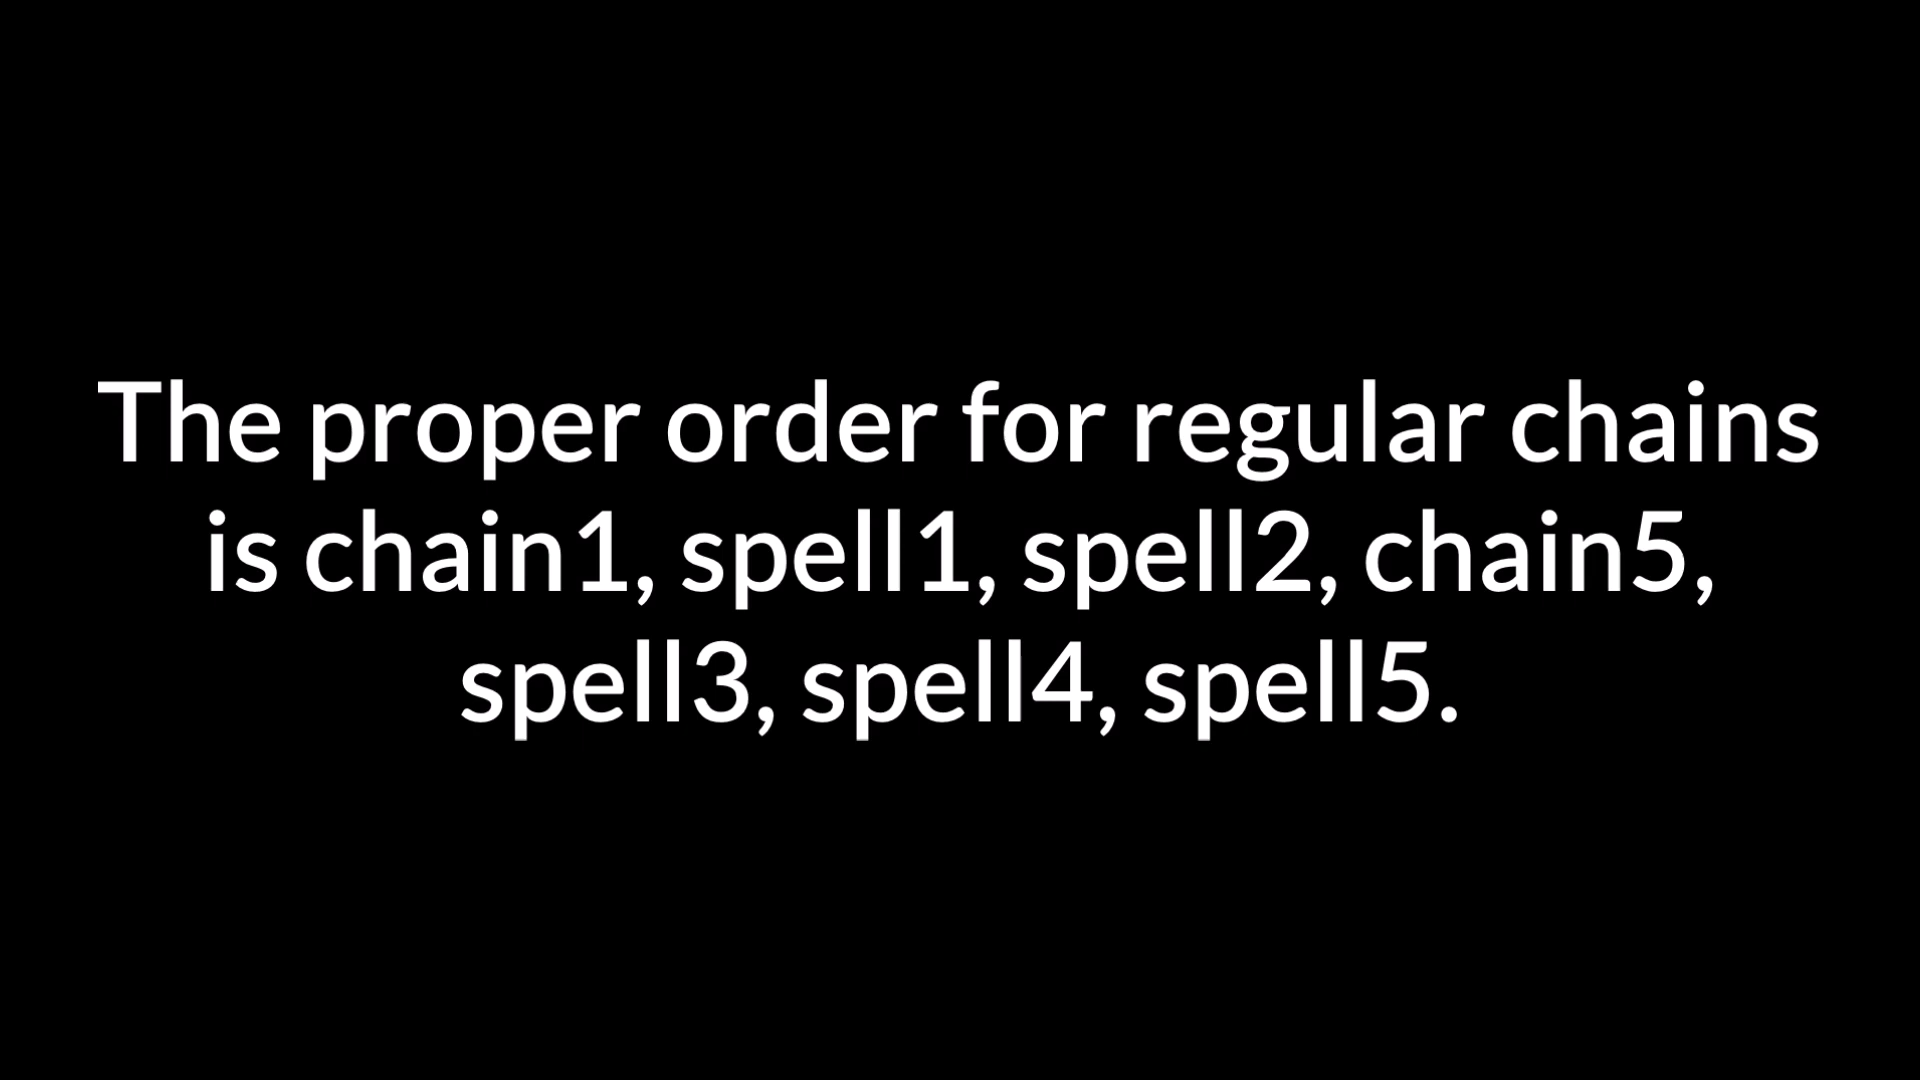 The proper order for regular chains
is chain1, spell1, spell2, chain5,
spell3, spell4, spell5.